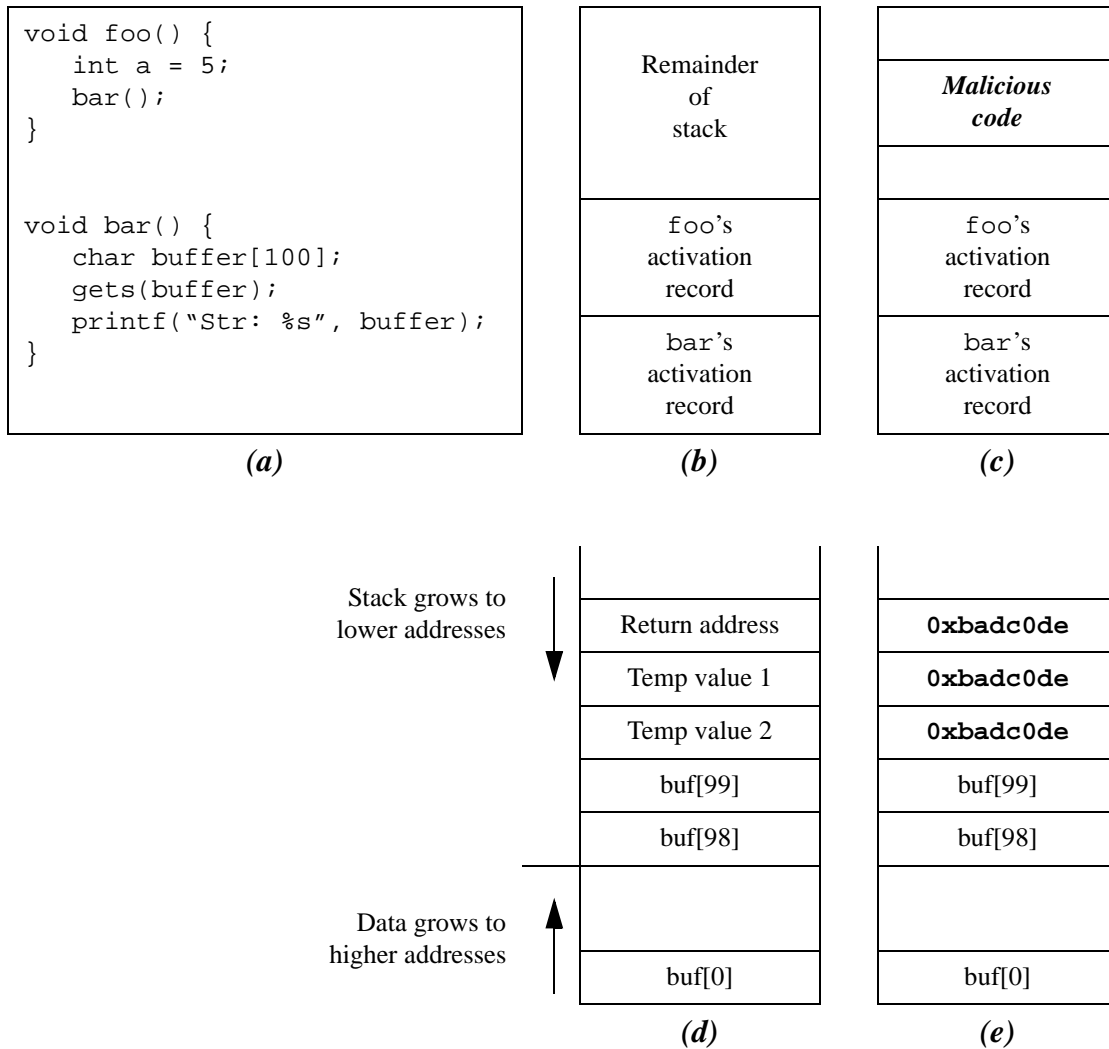 void foo() {
int a = 5;
bar();
}
void bar() {
char buffer[100];
gets(buffer);
printf(“Str: %s”, buffer);
}
(a)
Remainder
of
stack
foo’s
activation
record
bar’s
activation
record
(b)
Malicious
code
foo’s
activation
record
bar’s
activation
record
(c)
Stack grows to
lower addresses
Data grows to
higher addresses
Return address
Temp value 1
Temp value 2
buf[99]
buf[98]
buf[0]
(d)
0xbadc0de
0xbadc0de
0xbadc0de
buf[99]
buf[98]
buf[0]
(e)